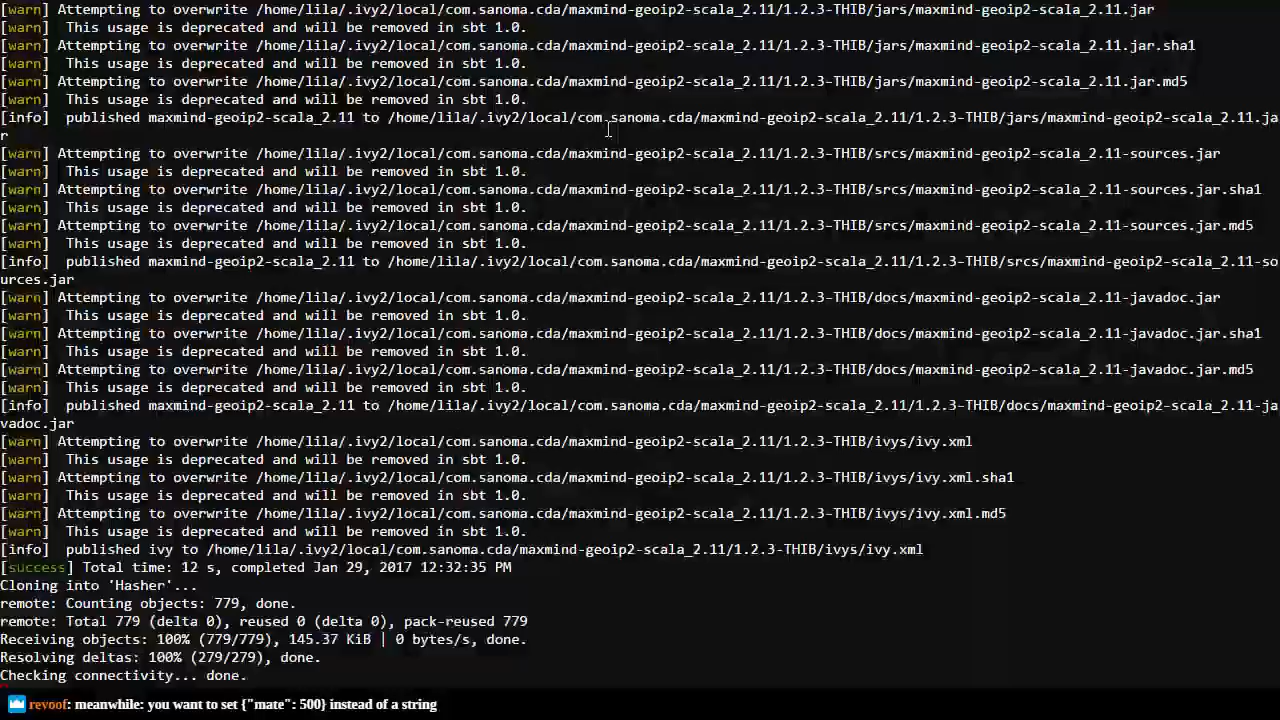 [warn] Attempting to overwrite /home/lila/.ivy2/local/com.sanoma.cda/maxmind-geoip2-scala_2.11/1.2.3-THIB/jars/maxmind-geoip2-scala_2.11.jar
[warn]  This usage is deprecated and will be removed in sbt 1.0.
[warn] Attempting to overwrite /home/lila/.ivy2/local/com.sanoma.cda/maxmind-geoip2-scala_2.11/1.2.3-THIB/jars/maxmind-geoip2-scala_2.11.jar.sha1
[warn]  This usage is deprecated and will be removed in sbt 1.0.
[warn] Attempting to overwrite /home/lila/.ivy2/local/com.sanoma.cda/maxmind-geoip2-scala_2.11/1.2.3-THIB/jars/maxmind-geoip2-scala_2.11.jar.md5
[warn]  This usage is deprecated and will be removed in sbt 1.0.
[info]  published maxmind-geoip2-scala_2.11 to /home/lila/.ivy2/local/com.sanoma.cda/maxmind-geoip2-scala_2.11/1.2.3-THIB/jars/maxmind-geoip2-scala_2.11.ja
r
[warn] Attempting to overwrite /home/lila/.ivy2/local/com.sanoma.cda/maxmind-geoip2-scala_2.11/1.2.3-THIB/srcs/maxmind-geoip2-scala_2.11-sources.jar
[warn]  This usage is deprecated and will be removed in sbt 1.0.
[warn] Attempting to overwrite /home/lila/.ivy2/local/com.sanoma.cda/maxmind-geoip2-scala_2.11/1.2.3-THIB/srcs/maxmind-geoip2-scala_2.11-sources.jar.sha1
[warn]  This usage is deprecated and will be removed in sbt 1.0.
[warn] Attempting to overwrite /home/lila/.ivy2/local/com.sanoma.cda/maxmind-geoip2-scala_2.11/1.2.3-THIB/srcs/maxmind-geoip2-scala_2.11-sources.jar.md5
[warn]  This usage is deprecated and will be removed in sbt 1.0.
[info]  published maxmind-geoip2-scala_2.11 to /home/lila/.ivy2/local/com.sanoma.cda/maxmind-geoip2-scala_2.11/1.2.3-THIB/srcs/maxmind-geoip2-scala_2.11-so
urces.jar
[warn] Attempting to overwrite /home/lila/.ivy2/local/com.sanoma.cda/maxmind-geoip2-scala_2.11/1.2.3-THIB/docs/maxmind-geoip2-scala_2.11-javadoc.jar
[warn]  This usage is deprecated and will be removed in sbt 1.0.
[warn] Attempting to overwrite /home/lila/.ivy2/local/com.sanoma.cda/maxmind-geoip2-scala_2.11/1.2.3-THIB/docs/maxmind-geoip2-scala_2.11-javadoc.jar.sha1
[warn]  This usage is deprecated and will be removed in sbt 1.0.
[warn] Attempting to overwrite /home/lila/.ivy2/local/com.sanoma.cda/maxmind-geoip2-scala_2.11/1.2.3-THIB/docs/maxmind-geoip2-scala_2.11-javadoc.jar.md5
[warn]  This usage is deprecated and will be removed in sbt 1.0.
[info]  published maxmind-geoip2-scala_2.11 to /home/lila/.ivy2/local/com.sanoma.cda/maxmind-geoip2-scala_2.11/1.2.3-THIB/docs/maxmind-geoip2-scala_2.11-ja
vadoc.jar
[warn] Attempting to overwrite /home/lila/.ivy2/local/com.sanoma.cda/maxmind-geoip2-scala_2.11/1.2.3-THIB/ivys/ivy.xml
[warn]  This usage is deprecated and will be removed in sbt 1.0.
[warn] Attempting to overwrite /home/lila/.ivy2/local/com.sanoma.cda/maxmind-geoip2-scala_2.11/1.2.3-THIB/ivys/ivy.xml.sha1
[warn]  This usage is deprecated and will be removed in sbt 1.0.
[warn] Attempting to overwrite /home/lila/.ivy2/local/com.sanoma.cda/maxmind-geoip2-scala_2.11/1.2.3-THIB/ivys/ivy.xml.md5
[warn]  This usage is deprecated and will be removed in sbt 1.0.
[info]  published ivy to /home/lila/.ivy2/local/com.sanoma.cda/maxmind-geoip2-scala_2.11/1.2.3-THIB/ivys/ivy.xml
[success] Total time: 12 s, completed Jan 29, 2017 12:32:35 PM
Cloning into 'Hasher'...
remote: Counting objects: 779, done.
remote: Total 779 (delta 0), reused 0 (delta 0), pack-reused 779
Receiving objects: 100% (779/779), 145.37 KiB | 0 bytes/s, done.
Resolving deltas: 100% (279/279), done.
Checking connectivity... done.
revoof: meanwhile: you want to set {"mate": 500} instead of a string